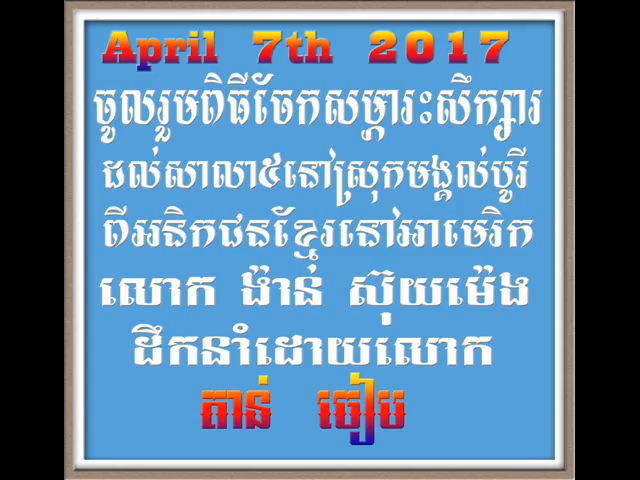 April 7th 2017
ចូលរួមពិធីចែកសម្ភារៈសិក្សារ
ដល់សាលា៥នៅស្រុកមង្គល់បូរី
ពីអនិកជនខ្មែរនៅអាមេរិក
លោក ង៉ាន់ ស៊ុយម៉េង
ដឹកនាំដោយលោក
តាន់ ចៀប